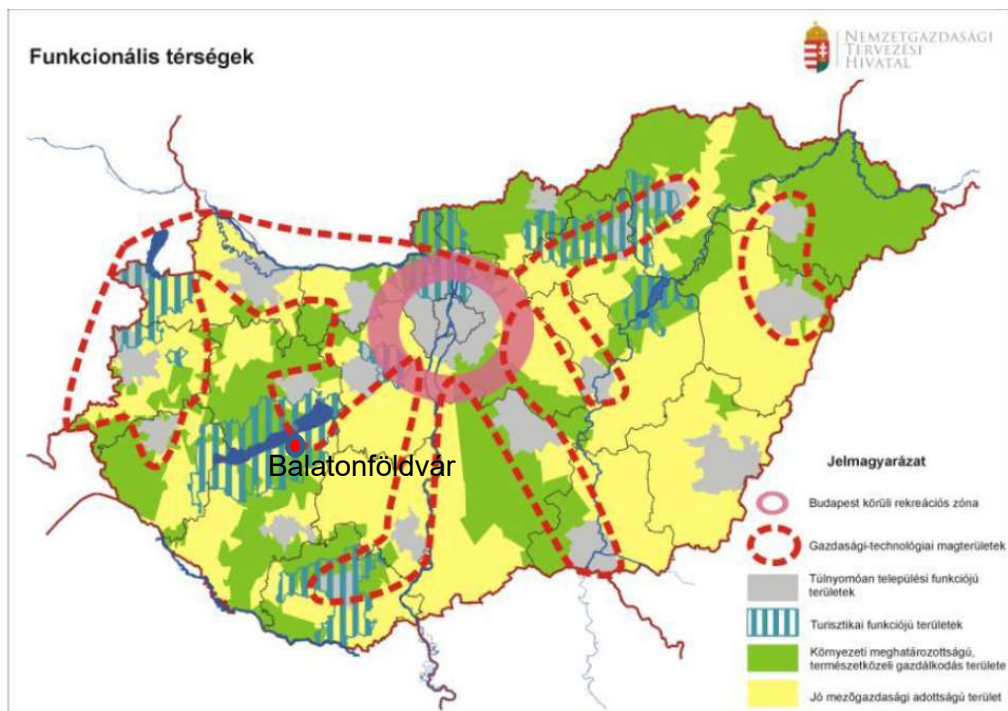 Funkcionális térségek
NEMZETGAZDASÁGI
TERVEZÉSI
HIVATAL
Balatonföldvár
Jelmagyarázat
Budapest körüli rekreációs zóna
Gazdasági-technológiai magterületek
Túlnyomóan települési funkciójú
területek
Turisztikai funkciójú területek
Környezeti meghatározottságú,
természetközeli gazdálkodás területe
Jó mezőgazdasági adottságú terület